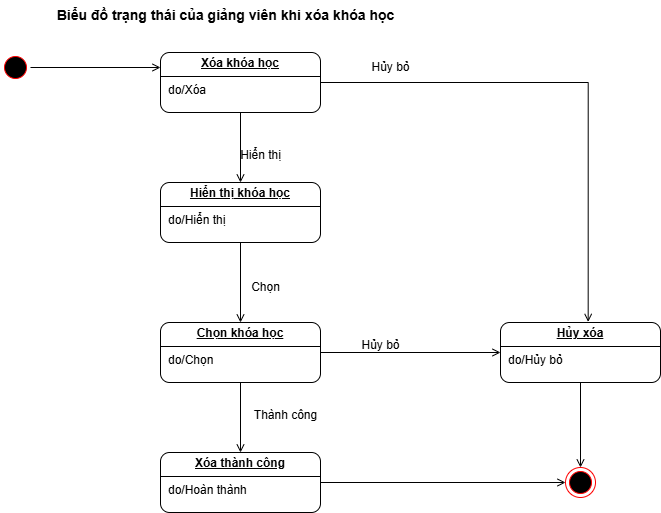 Biểu đồ trạng thái của giảng viên khi xóa khóa học
Xóa khóa học
do/Xóa
Hủy bỏ
Hiển thị
Hiển thị khóa học
do/Hiển thị
Chọn
Chọn khóa học
do/Chọn
Hủy bỏ
Hủy xóa
do/Hủy bỏ
Thành công
Xóa thành công
do/Hoàn thành